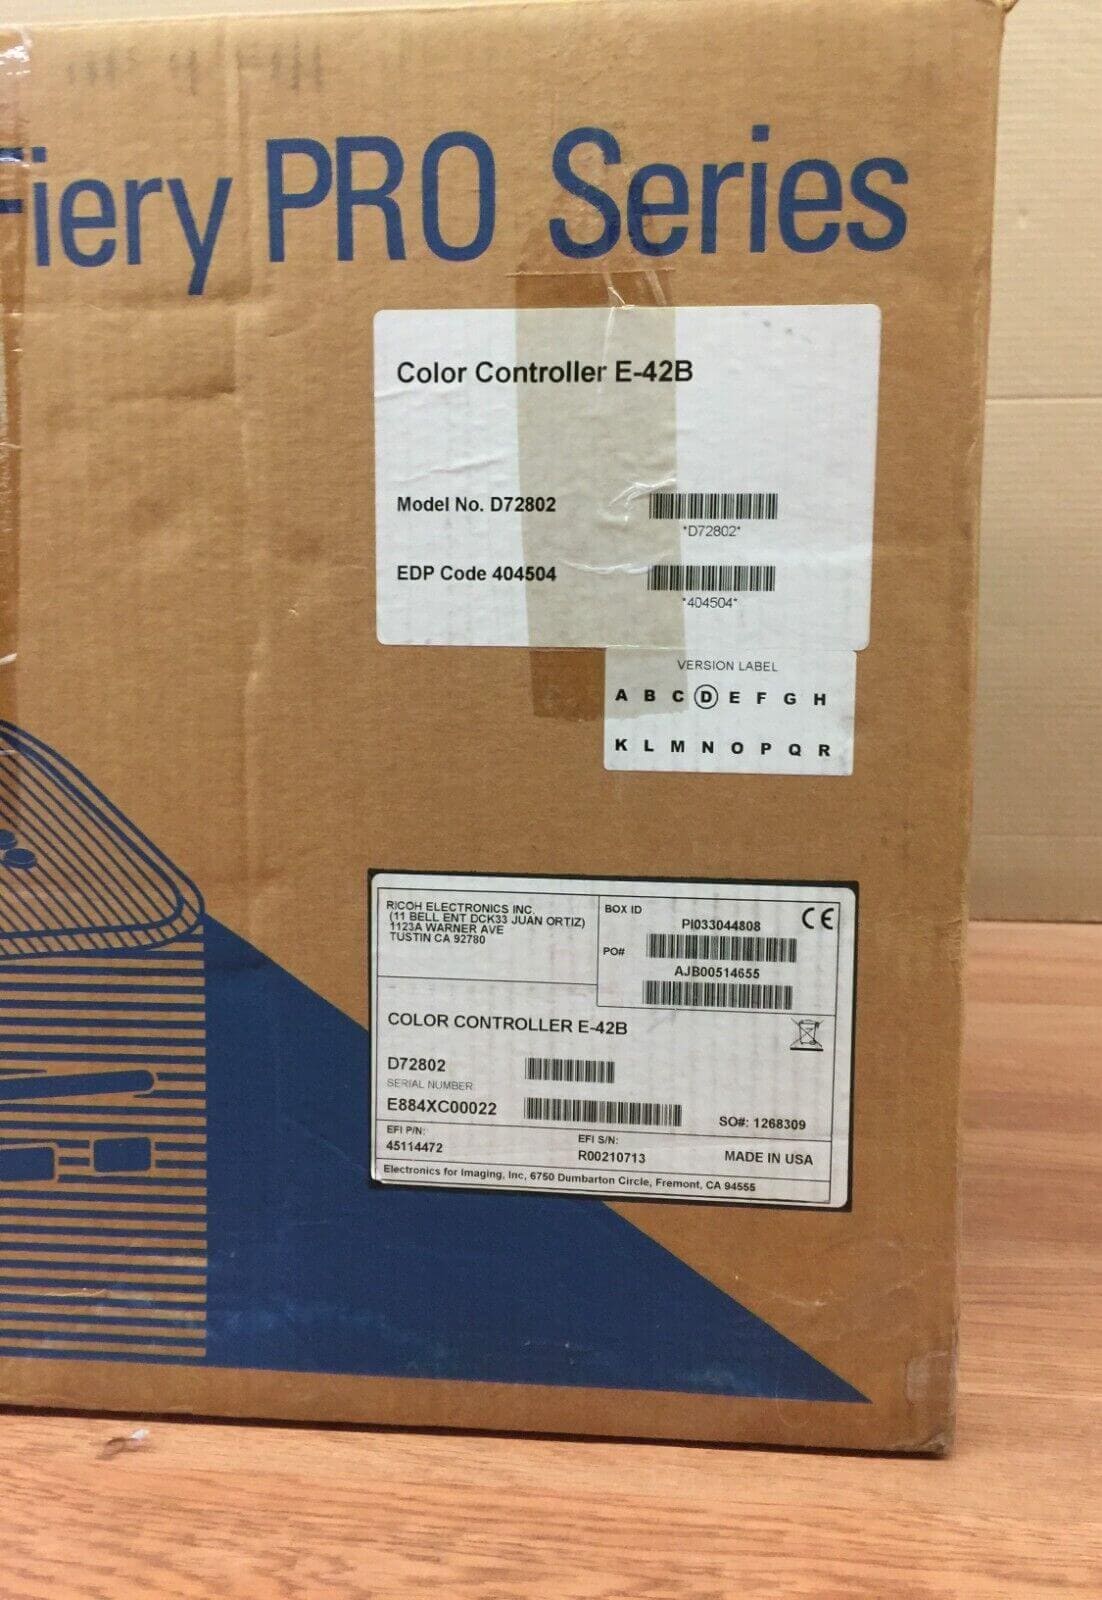 Fiery PRO Series
Color Controller E-42B
Model No. D72802
*D72802*
EDP Code 404504
*404504*
VERSION LABEL
A B C D E F G H
K L M N O P Q R
RICOH ELECTRONICS INC.
(11 BELL ENT DCK33 JUAN ORTIZ)
1123A WARNER AVE
TUSTIN CA 92780
BOX ID
PI033044808
CE
PO#
AJB00514655
COLOR CONTROLLER E-42B
D72802
SERIAL NUMBER
E884XC00022
SO#: 1268309
EFI P/N:
45114472
EFI S/N:
R00210713
MADE IN USA
Electronics for Imaging, Inc, 6750 Dumbarton Circle, Fremont, CA 94555